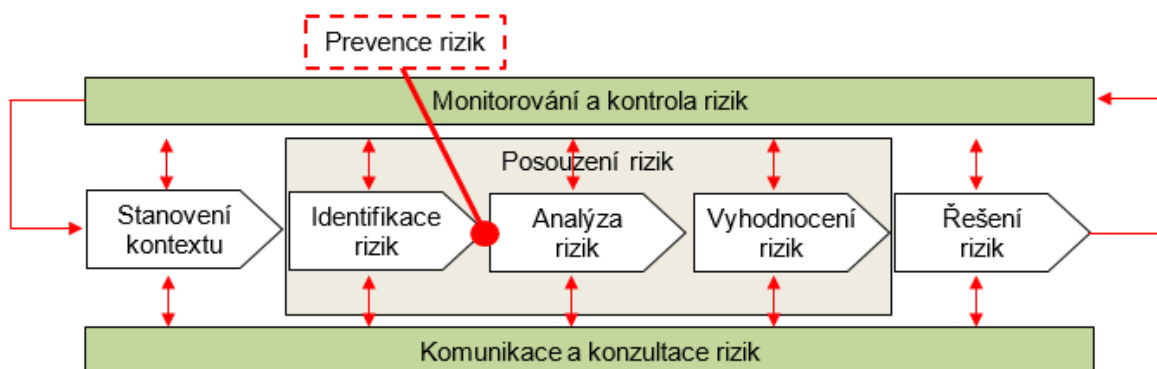 Prevence rizik
Monitorování a kontrola rizik
Posouzení rizik
Stanovení
kontextu
Identifikace
rizik
Analýza
rizik
Vyhodnocení
rizik
Řešení
rizik
Komunikace a konzultace rizik